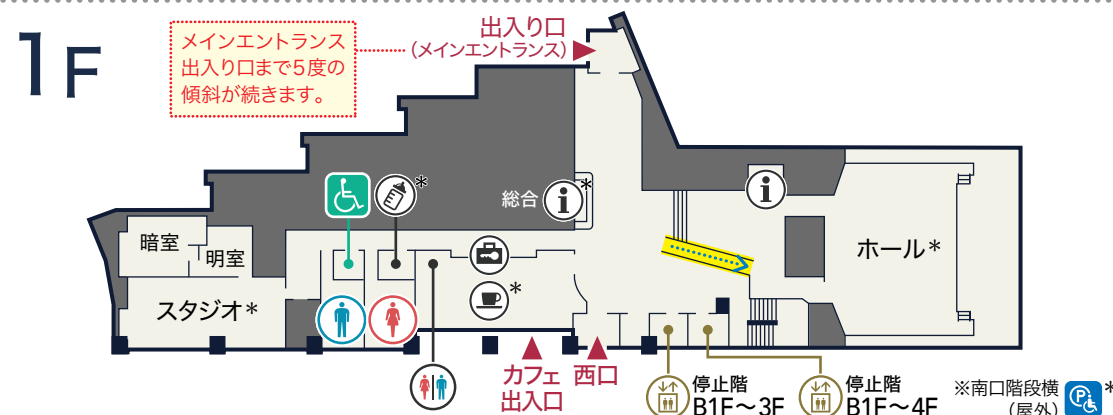 1F
メインエントランス
出入り口まで5度の
傾斜が続きます。
出入り口
(メインエントランス)
総合 i*
i
*
暗室
明室
スタジオ*
*
ホール*
カフェ
出入口
西口
停止階
B1F〜3F
停止階
B1F〜4F
※南口階段横
(屋外)
P
*